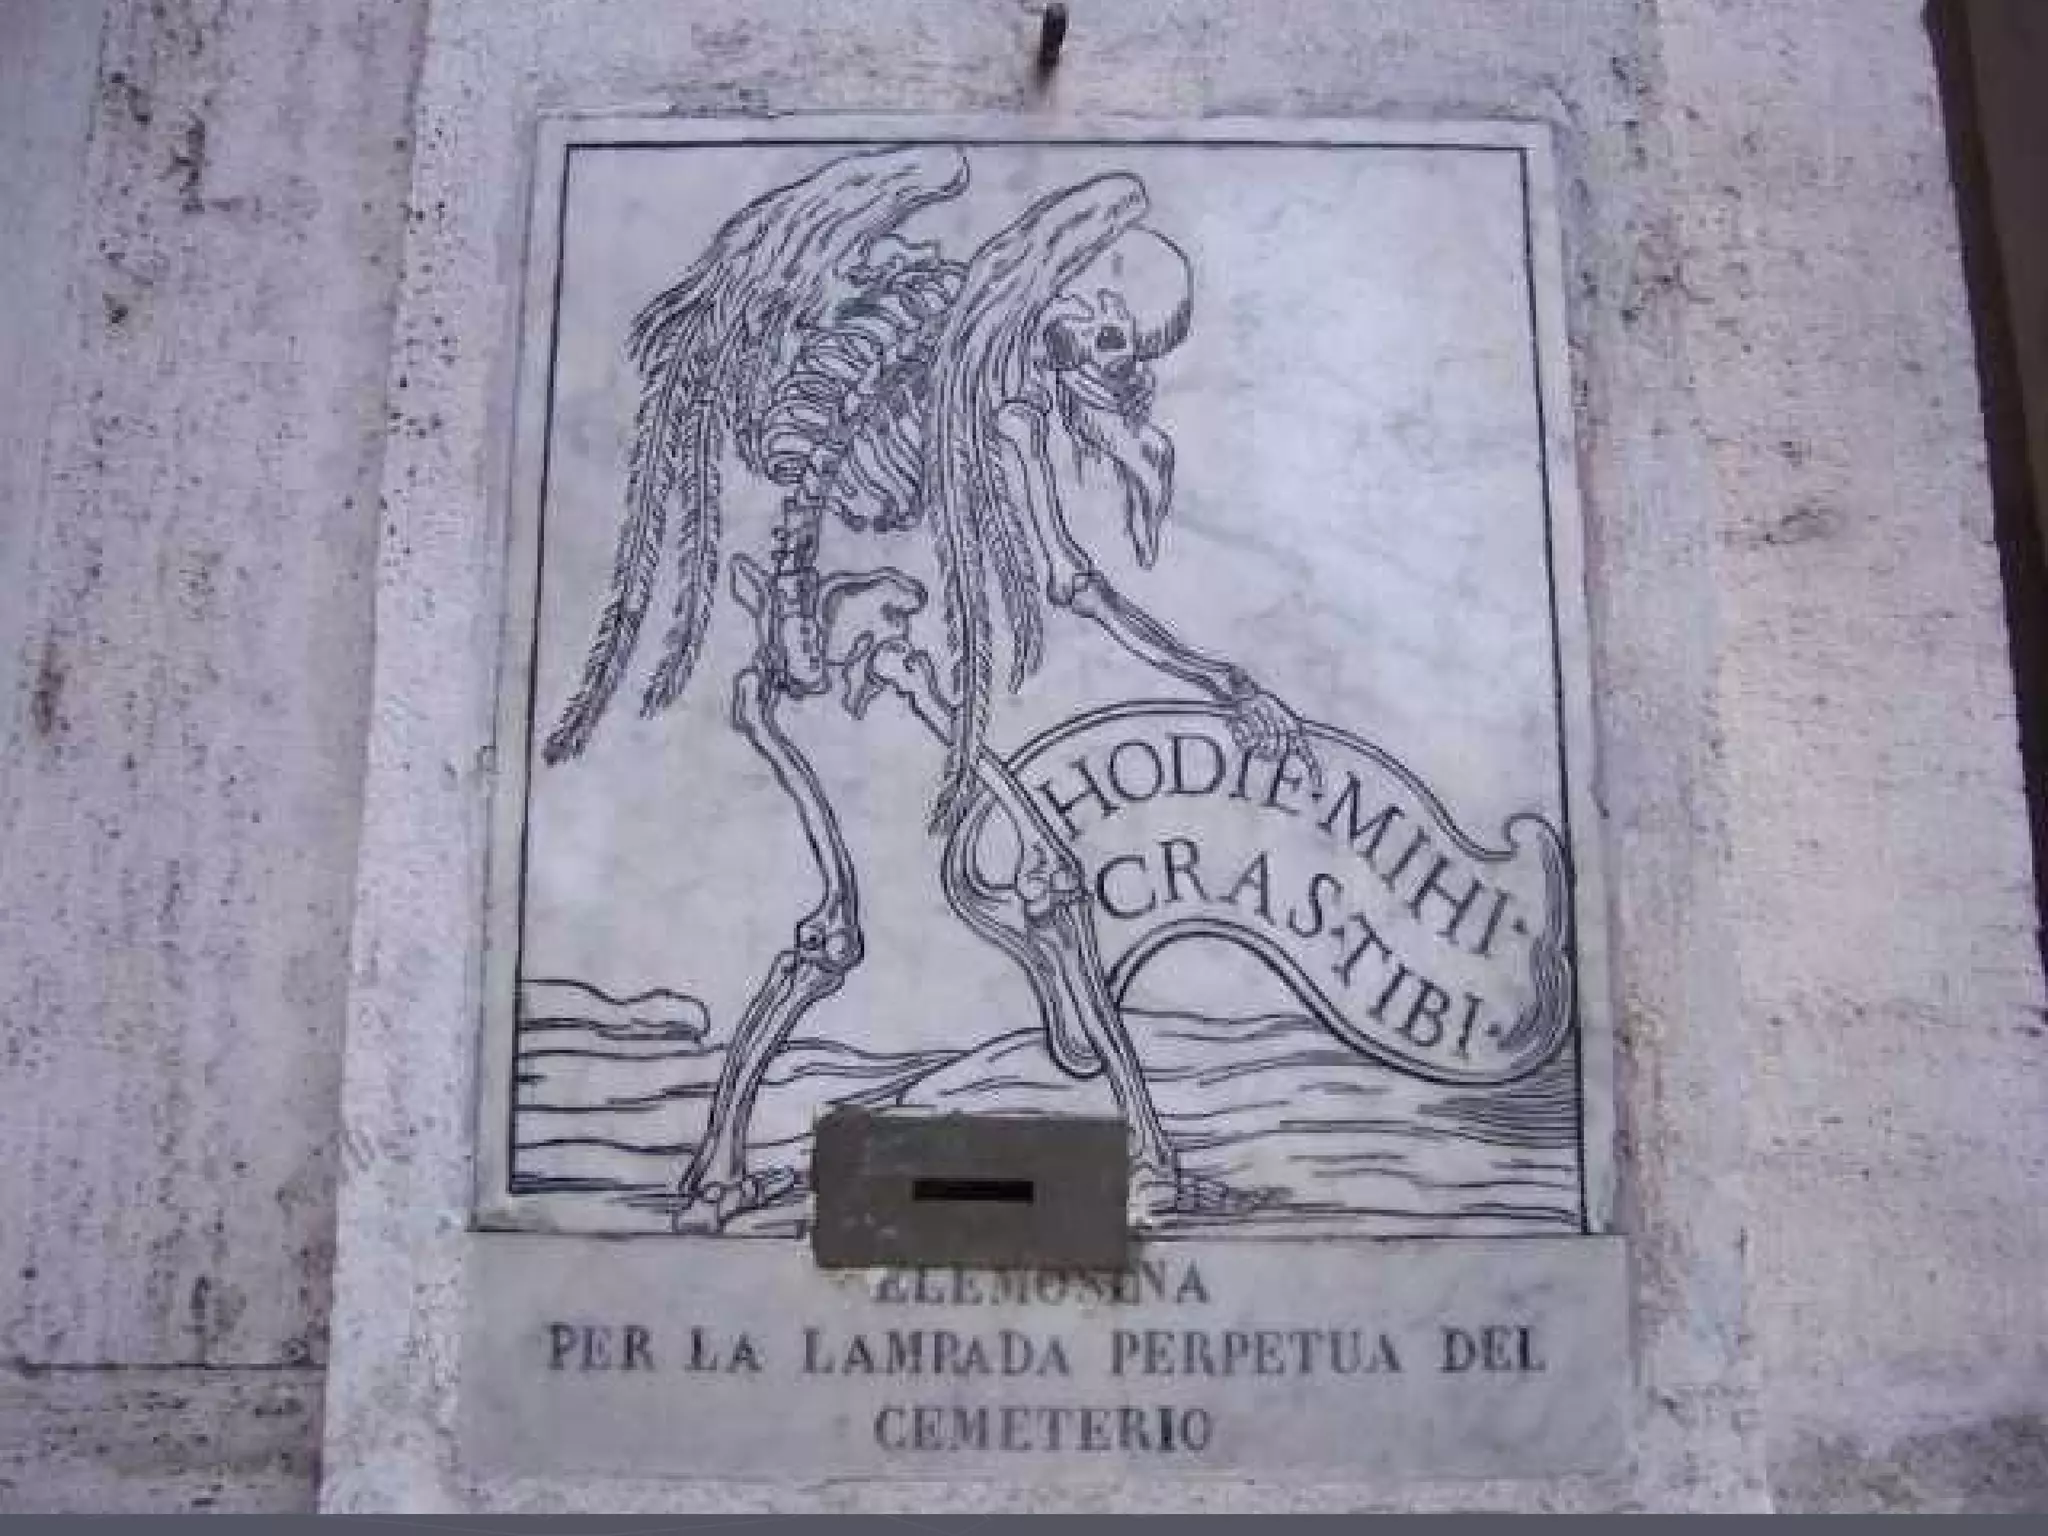 HODIE·MIHI·
CRAS·TIBI·
ELEMOSINA
PER LA LAMPADA PERPETUA DEL
CEMETERIO